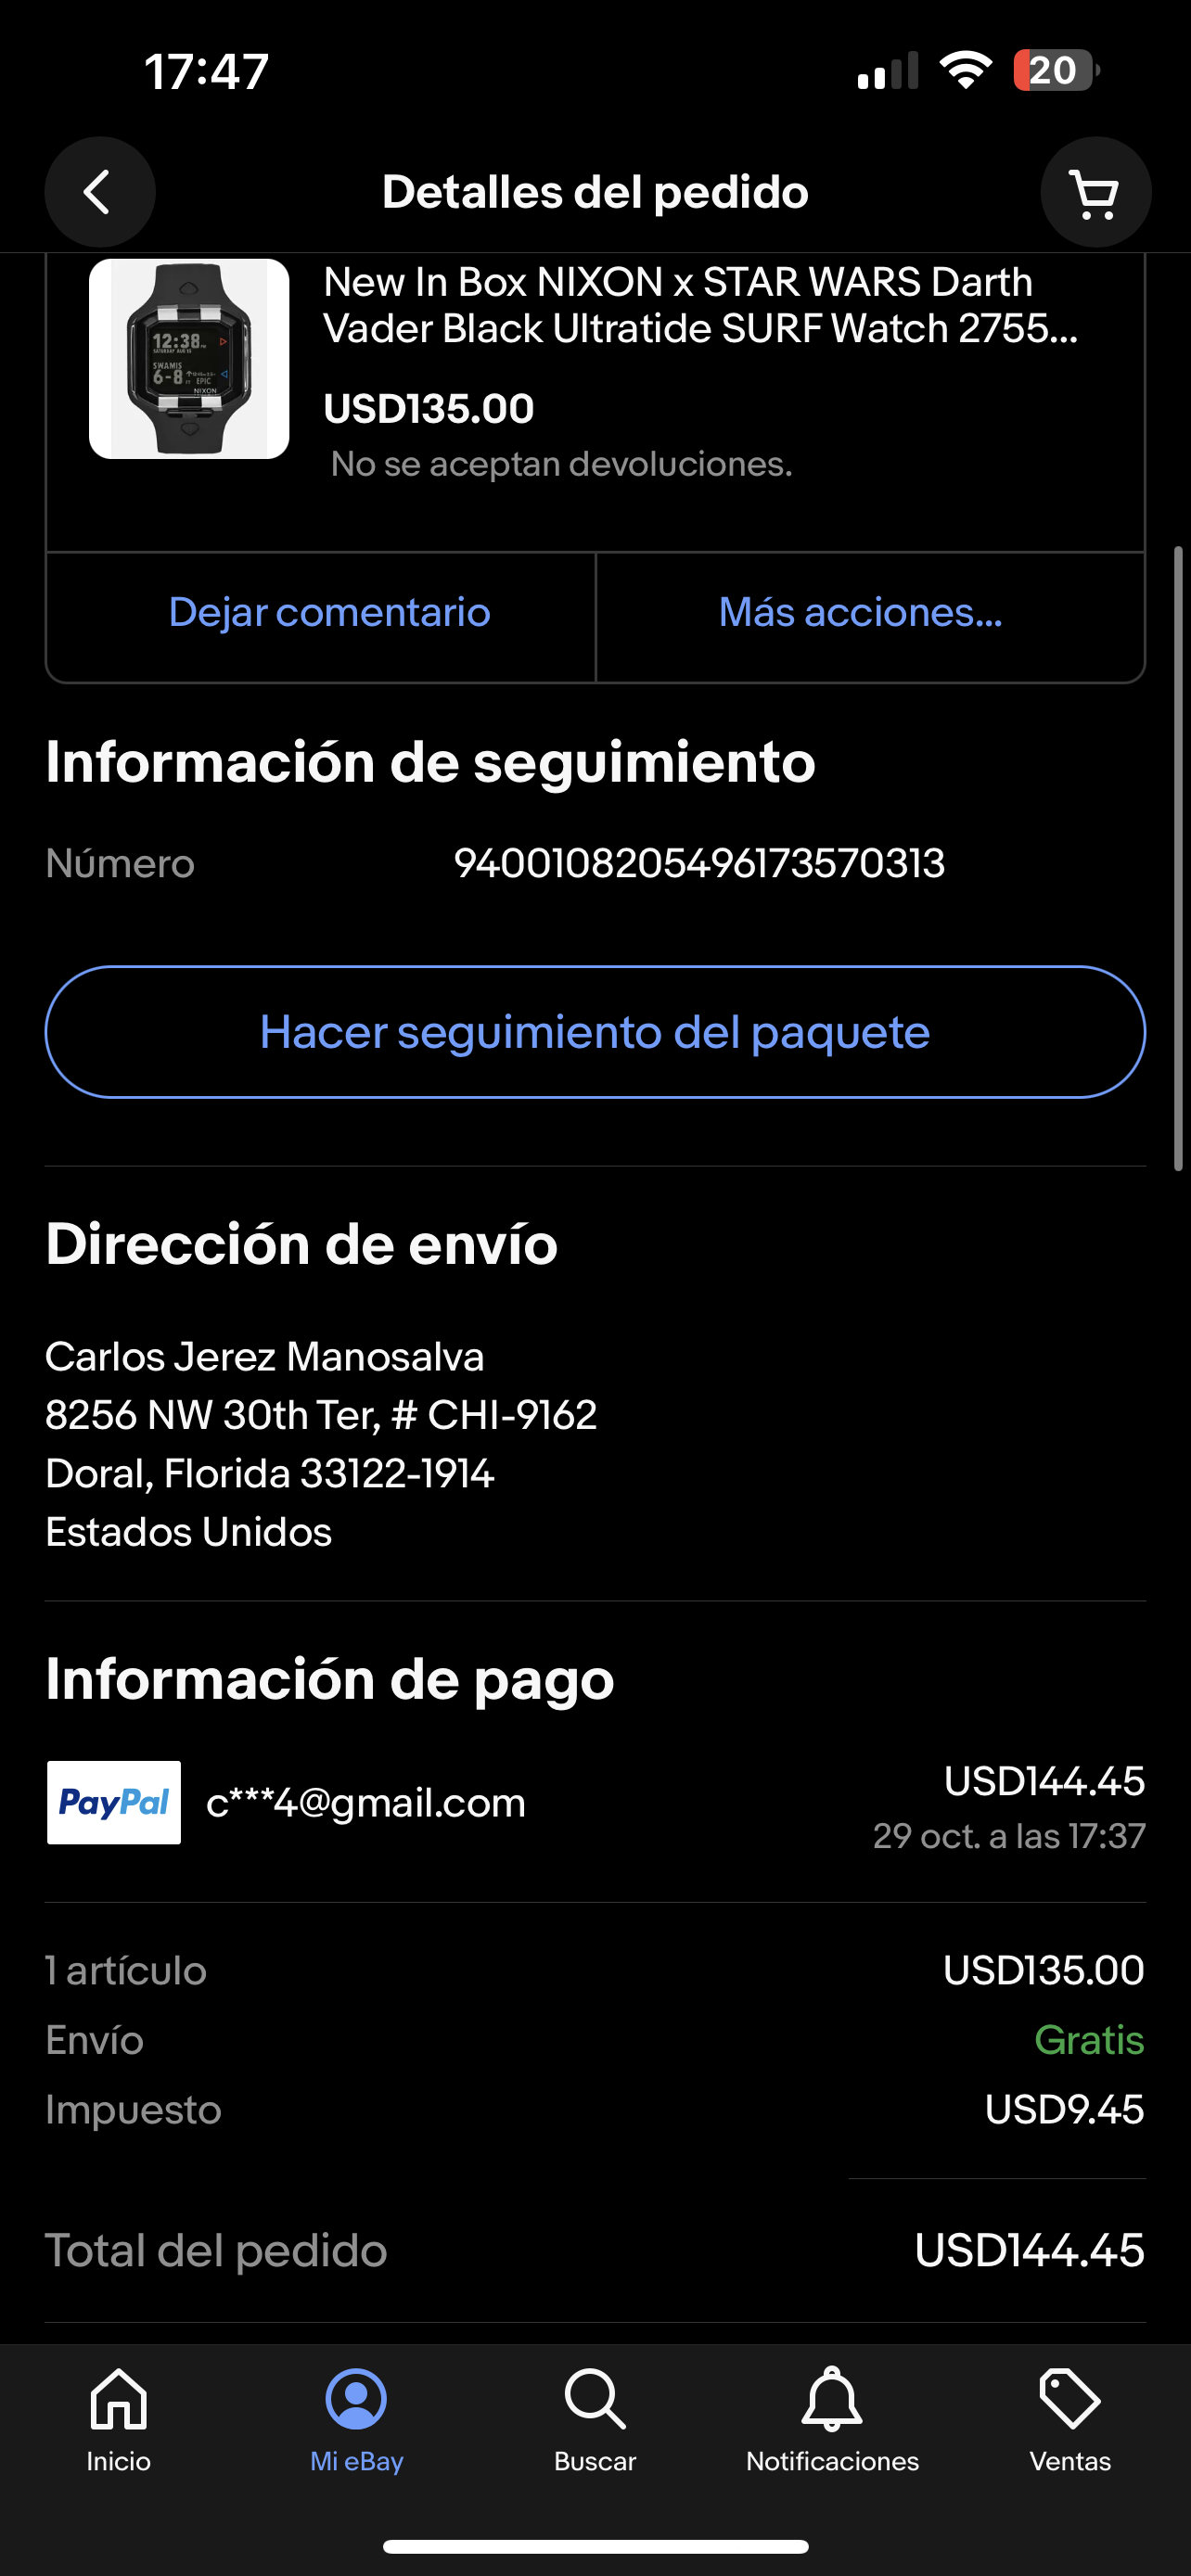 17:47
20
Detalles del pedido
12:38
SWAMIS
6-8
EPIC
NIXON
New In Box NIXON x STAR WARS Darth
Vader Black Ultratide SURF Watch 2755...
USD135.00
No se aceptan devoluciones.
Dejar comentario
Más acciones...
Información de seguimiento
Número
9400108205496173570313
Hacer seguimiento del paquete
Dirección de envío
Carlos Jerez Manosalva
8256 NW 30th Ter, # CHI-9162
Doral, Florida 33122-1914
Estados Unidos
Información de pago
PayPal
c***4@gmail.com
USD144.45
29 oct. a las 17:37
1 artículo
USD135.00
Envío
Gratis
Impuesto
USD9.45
Total del pedido
USD144.45
Inicio
Mi eBay
Buscar
Notificaciones
Ventas